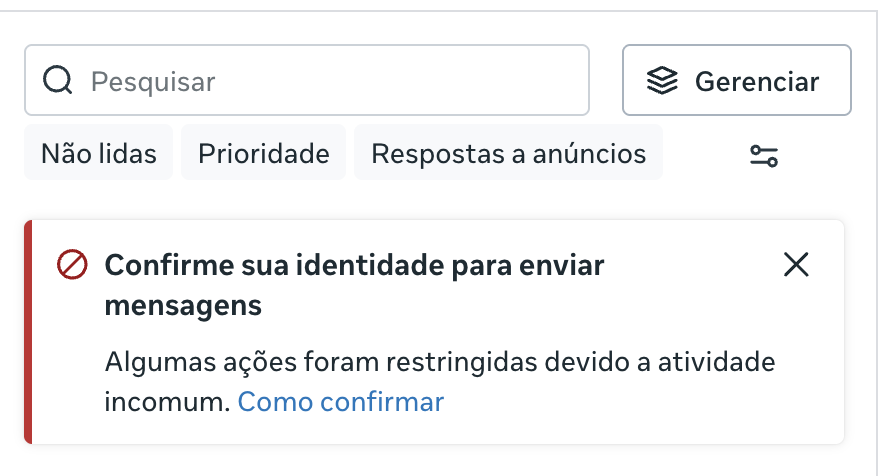 Pesquisar
Gerenciar
Não lidas
Prioridade
Respostas a anúncios
Confirme sua identidade para enviar
mensagens
Algumas ações foram restringidas devido a atividade
incomum. Como confirmar